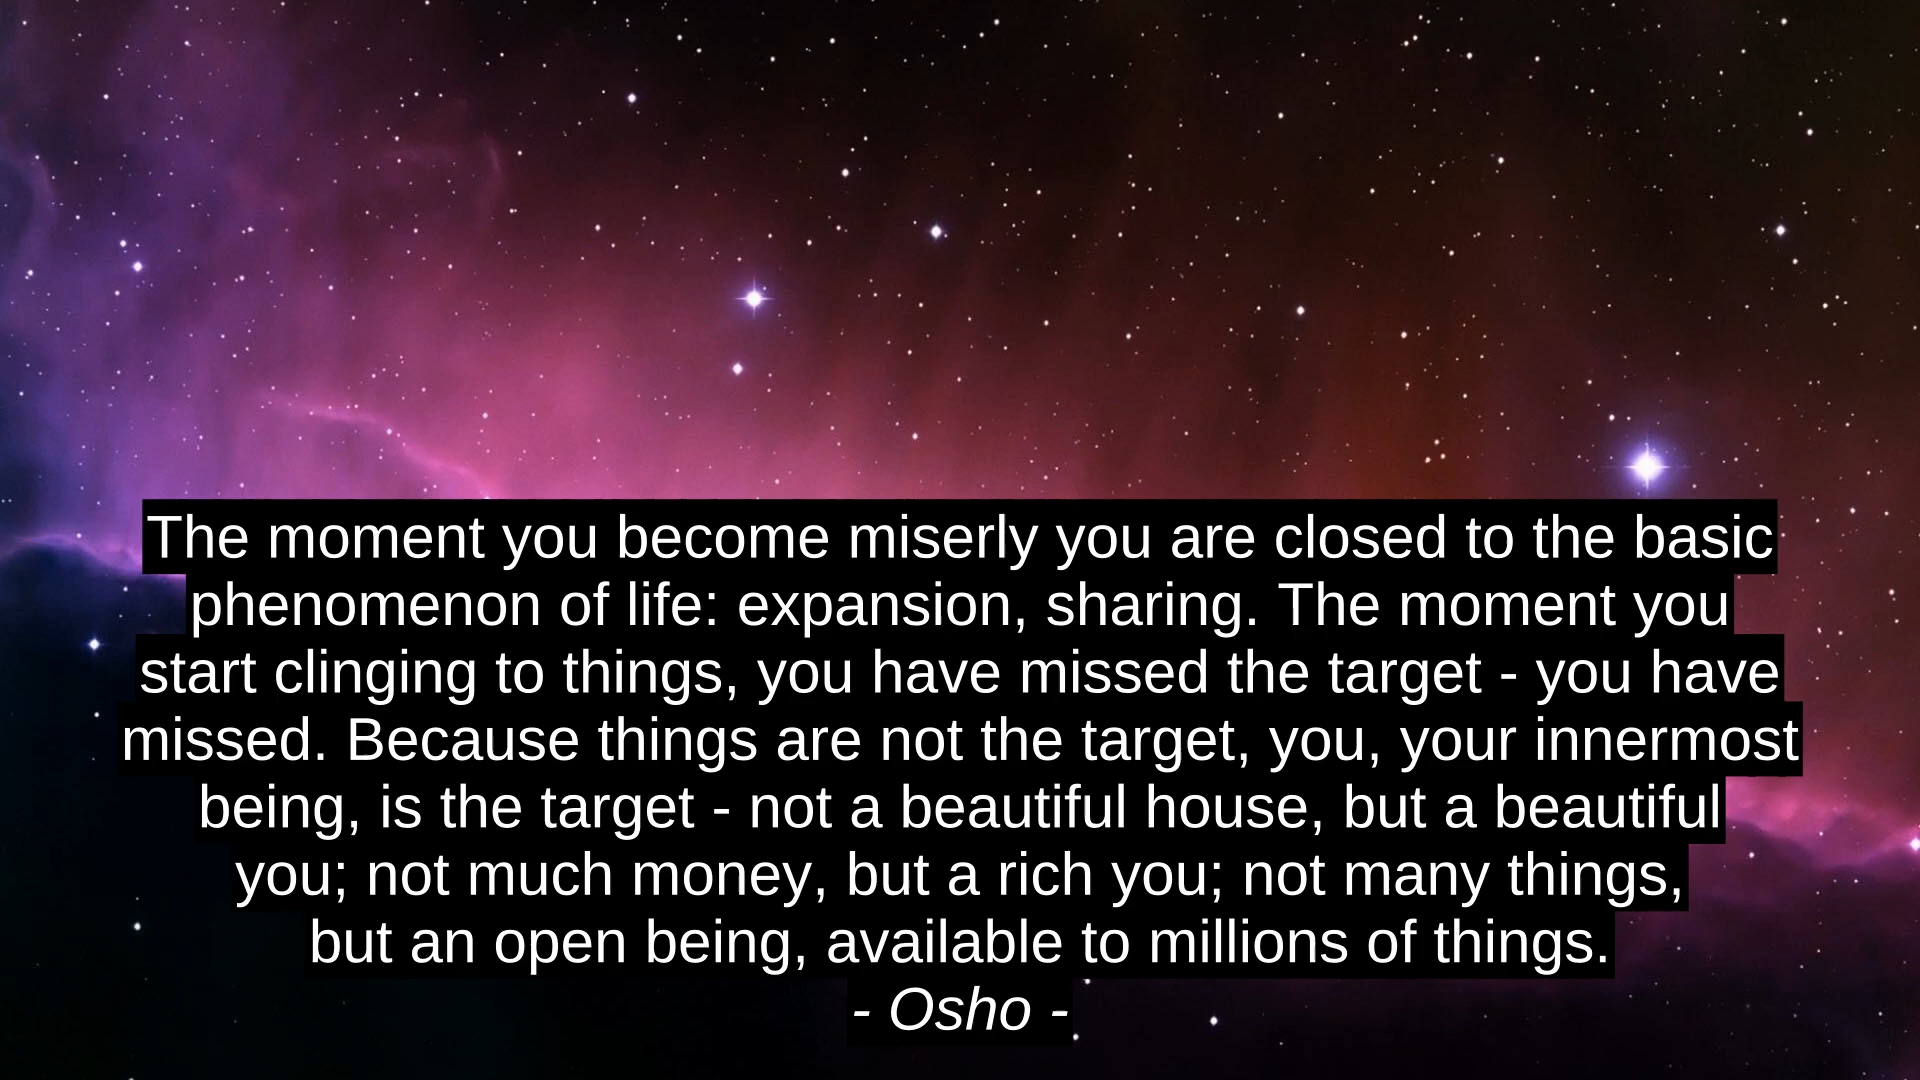 The moment you become miserly you are closed to the basic
phenomenon of life: expansion, sharing. The moment you
start clinging to things, you have missed the target - you have
missed. Because things are not the target, you, your innermost
being, is the target - not a beautiful house, but a beautiful
you; not much money, but a rich you; not many things,
but an open being, available to millions of things.
- Osho -